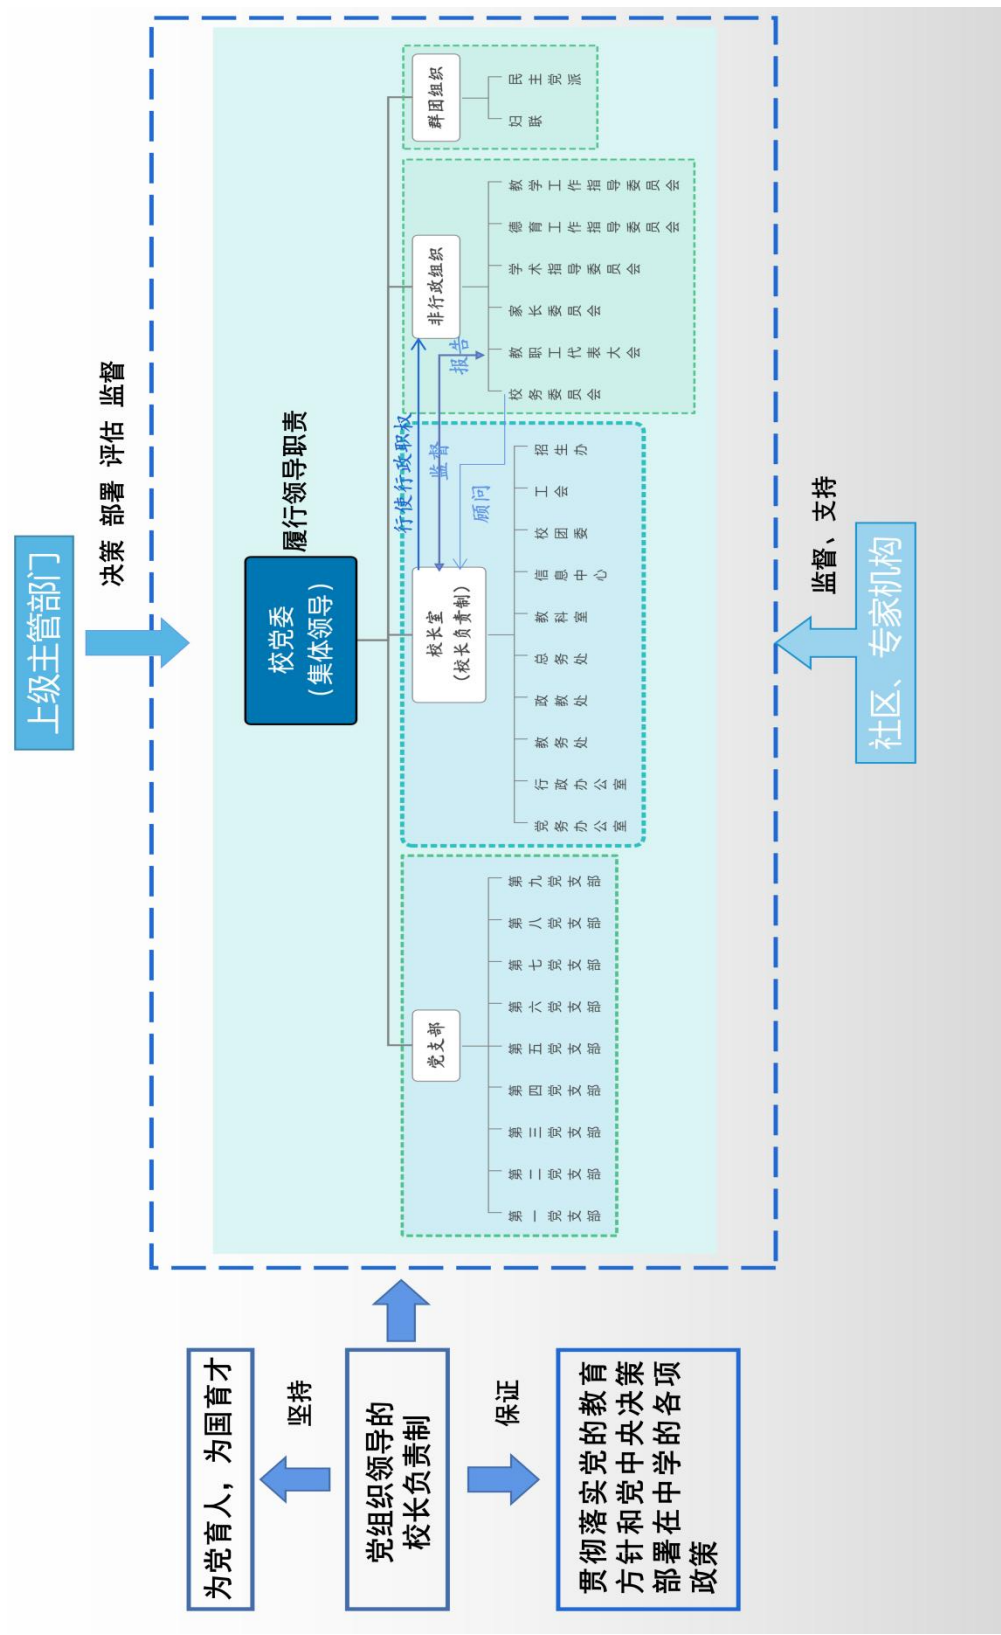 上级主管部门
决策 部署 评估 监督
为党育人，为国育才
坚持
党组织领导的
校长负责制
保证
贯彻落实党的教育
方针和党中央决策
部署在中学的各项
政策
校党委
(集体领导)
履行领导职责
党支部
第一党支部
第二党支部
第三党支部
第四党支部
第五党支部
第六党支部
第七党支部
第八党支部
第九党支部
校长室
(校长负责制)
党务办公室
行政办公室
教务处
政教处
总务处
教科室
信息中心
校团委
工会
招生办
行使行政职权
监督
报告
顾问
非行政组织
校务委员会
教职工代表大会
家长委员会
学术指导委员会
德育工作指导委员会
教学工作指导委员会
群团组织
妇联
民主党派
监督、支持
社区、专家机构